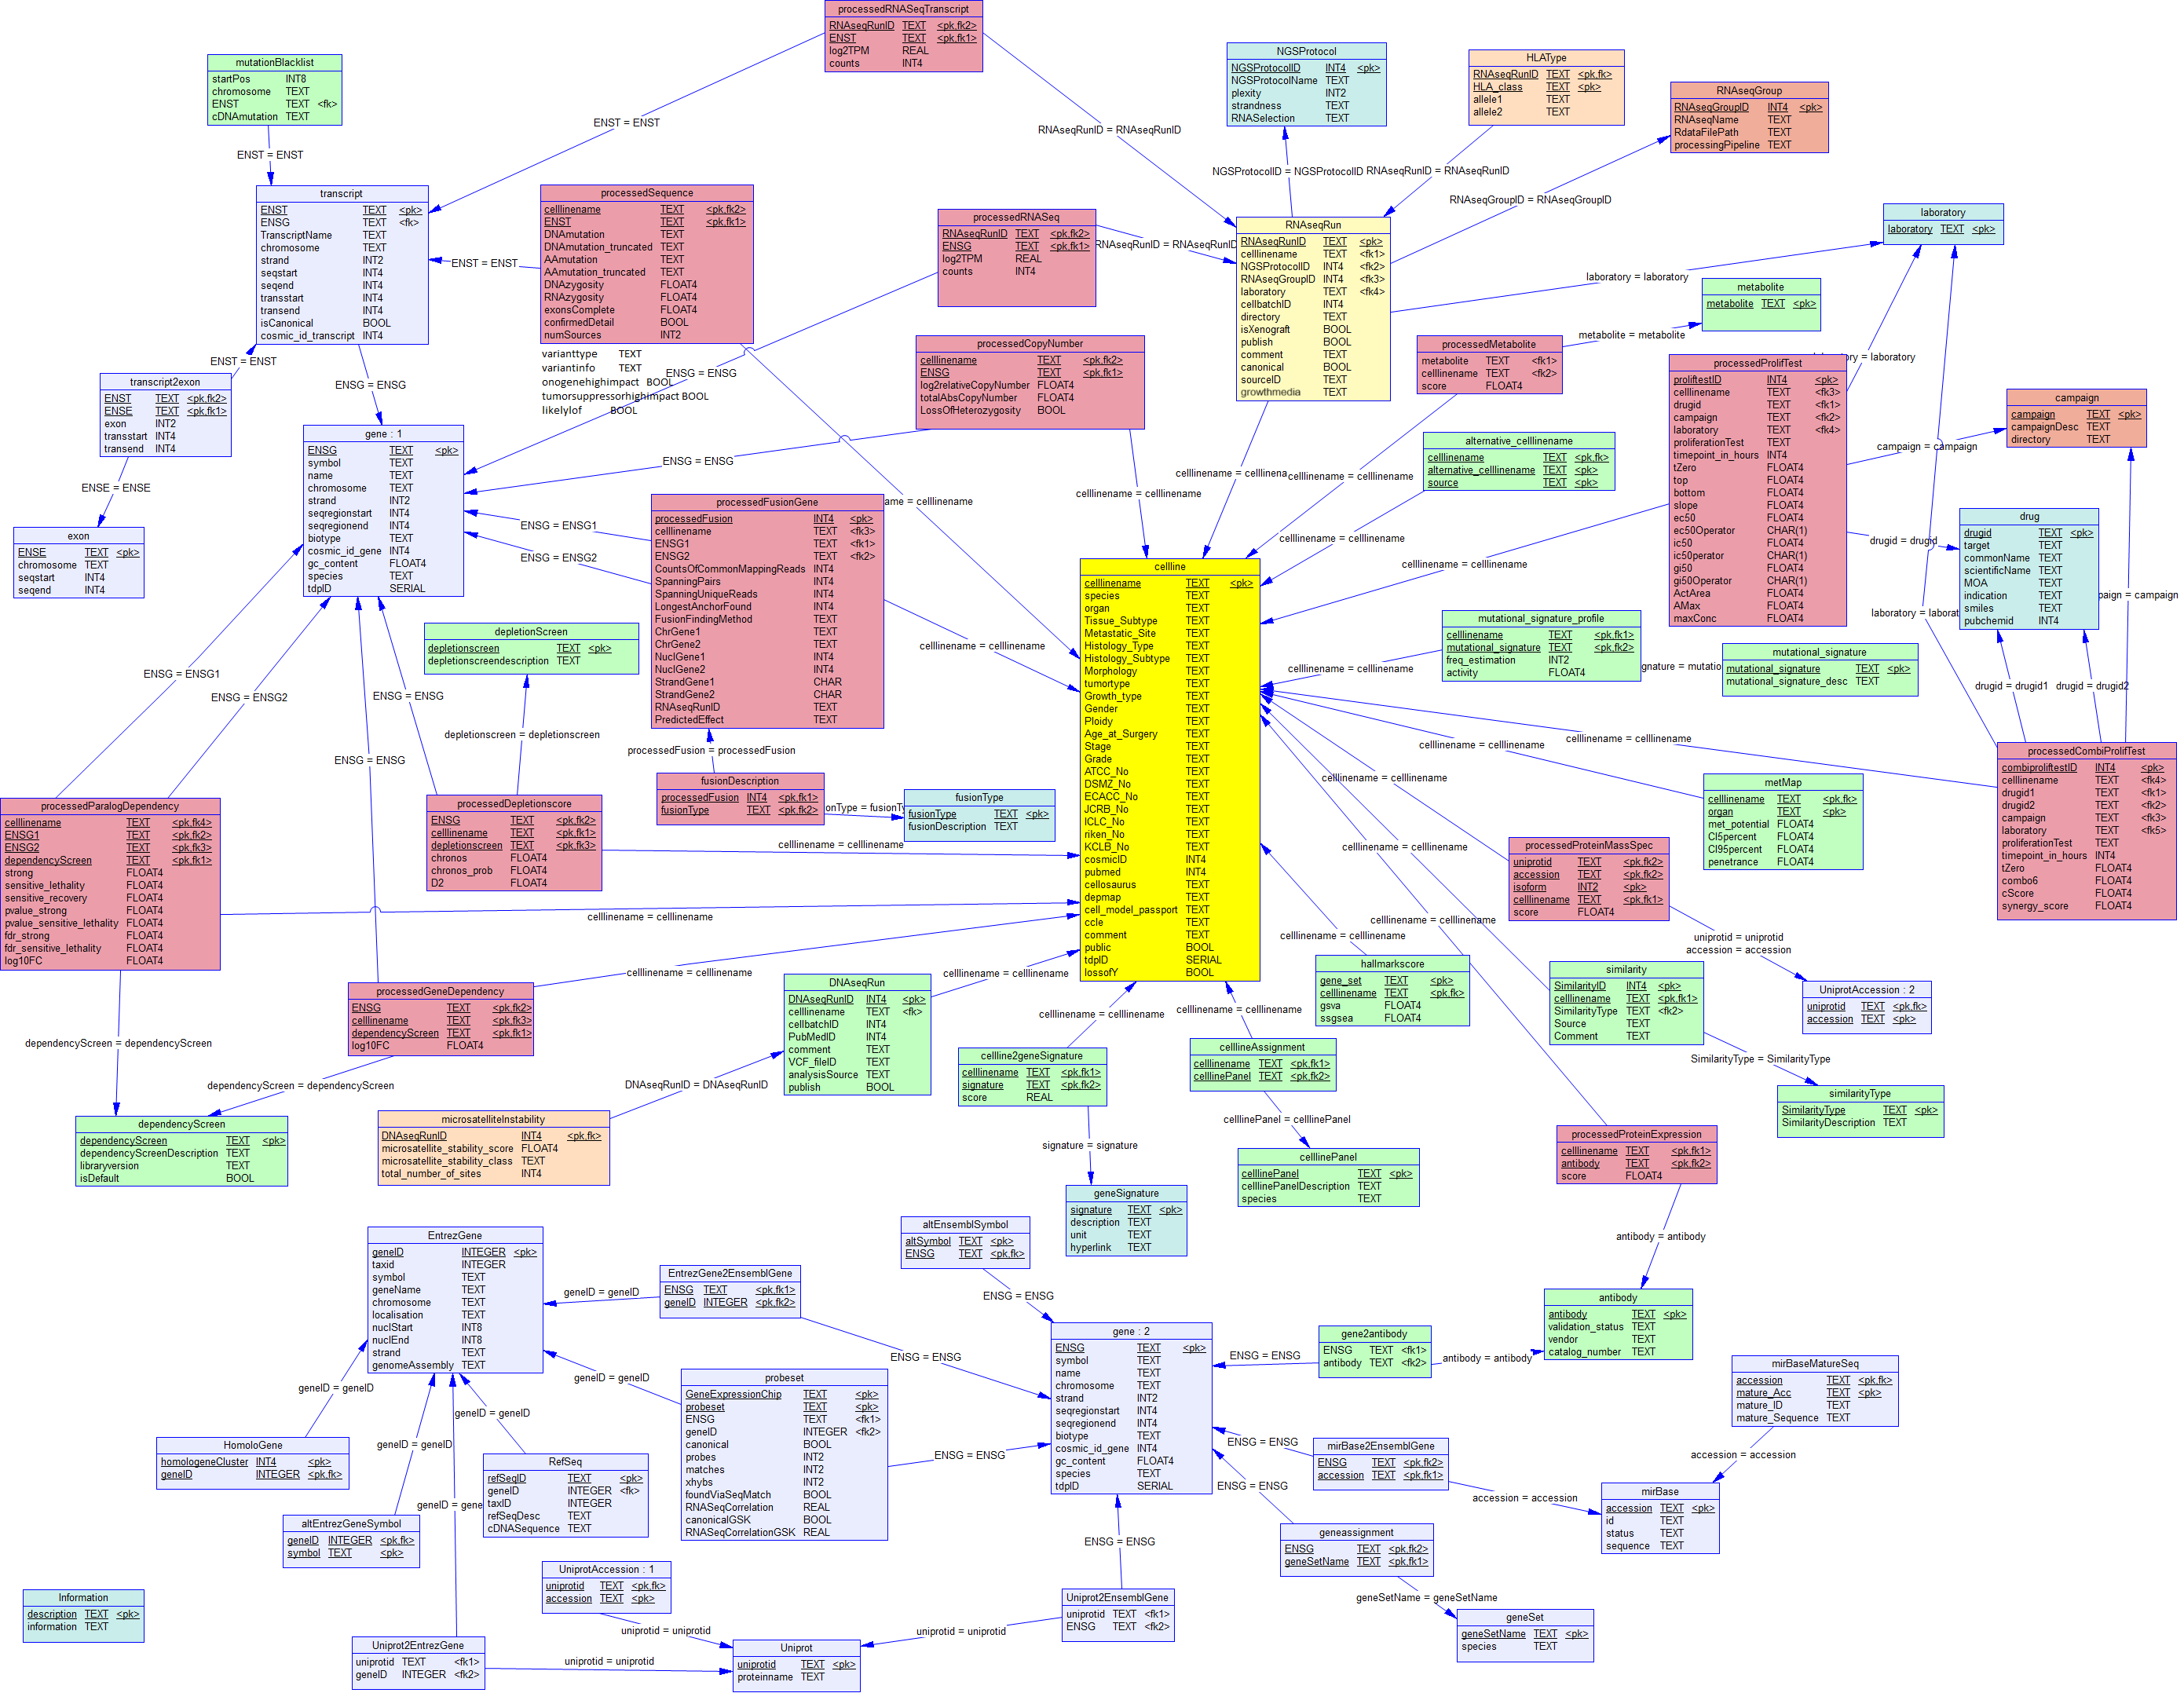 processedRNASeqTranscript
RNAseqRunID TEXT <pk,fk2>
ENST TEXT <pk,fk1>
log2TPM REAL
counts INT4
mutationBlacklist
startPos INT8
chromosome TEXT
ENST TEXT <fk>
cDNAmutation TEXT
NGSProtocol
NGSProtocolID INT4 <pk>
NGSProtocolName TEXT
plexity INT2
strandness TEXT
RNASelection TEXT
HLAType
RNAseqRunID TEXT <pk,fk>
HLA_class TEXT <pk>
allele1 TEXT
allele2 TEXT
RNAseqGroup
RNAseqGroupID INT4 <pk>
RNAseqName TEXT
RdataFilePath TEXT
processingPipeline TEXT
ENST = ENST
RNAseqRunID = RNAseqRunID
ENST = ENST
NGSProtocolID = NGSProtocolID
RNAseqRunID = RNAseqRunID
RNAseqGroupID = RNAseqGroupID
transcript
ENST TEXT <pk>
ENSG TEXT <fk>
TranscriptName TEXT
chromosome TEXT
strand INT2
seqstart INT4
seqend INT4
transstart INT4
transend INT4
isCanonical BOOL
cosmic_id_transcript INT4
processedSequence
celllinename TEXT <pk,fk2>
ENST TEXT <pk,fk1>
DNAmutation TEXT
DNAmutation_truncated TEXT
AAmutation TEXT
AAmutation_truncated TEXT
DNAzygosity FLOAT4
RNAzygosity FLOAT4
exonsComplete FLOAT4
confirmedDetail BOOL
numSources INT2
varianttype TEXT
variantinfo TEXT
onogenehighimpact BOOL
tumorsuppressorhighimpact BOOL
likelylof BOOL
ENST = ENST
processedRNASeq
RNAseqRunID TEXT <pk,fk2>
ENSG TEXT <pk,fk1>
log2TPM REAL
counts INT4
RNAseqRunID = RNAseqRunID
RNAseqRun
RNAseqRunID TEXT <pk>
celllinename TEXT <fk1>
NGSProtocolID INT4 <fk2>
RNAseqGroupID INT4 <fk3>
laboratory TEXT <fk4>
cellbatchID INT4
directory TEXT
isXenograft BOOL
publish BOOL
comment TEXT
canonical BOOL
sourceID TEXT
growthmedia TEXT
laboratory
laboratory TEXT <pk>
laboratory = laboratory
metabolite
metabolite TEXT <pk>
metabolite = metabolite
processedMetabolite
metabolite TEXT <fk1>
celllinename TEXT <fk2>
score FLOAT4
processedCopyNumber
celllinename TEXT <pk,fk2>
ENSG TEXT <pk,fk1>
log2relativeCopyNumber FLOAT4
totalAbsCopyNumber FLOAT4
LossOfHeterozygosity BOOL
processedProlifTest
proliftestID INT4 <pk>
celllinename TEXT <fk3>
drugid TEXT <fk1>
campaign TEXT <fk2>
laboratory TEXT <fk4>
proliferationTest TEXT
timepoint_in_hours INT4
tZero FLOAT4
top FLOAT4
bottom FLOAT4
slope FLOAT4
ec50 FLOAT4
ec50Operator CHAR(1)
ic50 FLOAT4
ic50perator CHAR(1)
gi50 FLOAT4
gi50Operator CHAR(1)
ActArea FLOAT4
AMax FLOAT4
maxConc FLOAT4
oratory = laboratory
campaign
campaign TEXT <pk>
campaignDesc TEXT
directory TEXT
campaign = campaign
ENST = ENST
ENSG = ENSG
ENSG = ENSG
transcript2exon
ENST TEXT <pk,fk2>
ENSE TEXT <pk,fk1>
exon INT2
transstart INT4
transend INT4
ENSE = ENSE
exon
ENSE TEXT <pk>
chromosome TEXT
seqstart INT4
seqend INT4
gene : 1
ENSG TEXT <pk>
symbol TEXT
name TEXT
chromosome TEXT
strand INT2
seqregionstart INT4
seqregionend INT4
biotype TEXT
cosmic_id_gene INT4
gc_content FLOAT4
species TEXT
tdpID SERIAL
ENSG = ENSG
alternative_celllinename
celllinename TEXT <pk,fk>
alternative_celllinename TEXT <pk>
source TEXT <pk>
celllinename = celllinena
celllinename = celllinename
celllinename = celllinename
ame = celllinename
celllinename = celllinename
celllinename = celllinename
processedFusionGene
processedFusion INT4 <pk>
celllinename TEXT <fk3>
ENSG1 TEXT <fk1>
ENSG2 TEXT <fk2>
CountsOfCommonMappingReads INT4
SpanningPairs INT4
SpanningUniqueReads INT4
LongestAnchorFound INT4
FusionFindingMethod TEXT
ChrGene1 TEXT
ChrGene2 TEXT
NuclGene1 INT4
NuclGene2 INT4
StrandGene1 CHAR
StrandGene2 CHAR
RNAseqRunID TEXT
PredictedEffect TEXT
ENSG = ENSG1
ENSG = ENSG2
drug
drugid TEXT <pk>
target TEXT
commonName TEXT
scientificName TEXT
MOA TEXT
indication TEXT
smiles TEXT
pubchemid INT4
drugid = drugid
laboratory = laborat
paign = campaign
cellline
celllinename TEXT <pk>
species TEXT
organ TEXT
Tissue_Subtype TEXT
Metastatic_Site TEXT
Histology_Type TEXT
Histology_Subtype TEXT
Morphology TEXT
tumortype TEXT
Growth_type TEXT
Gender TEXT
Ploidy TEXT
Age_at_Surgery TEXT
Stage TEXT
Grade TEXT
ATCC_No TEXT
DSMZ_No TEXT
ECACC_No TEXT
JCRB_No TEXT
ICLC_No TEXT
riken_No TEXT
KCLB_No TEXT
cosmicID INT4
pubmed INT4
cellosaurus TEXT
depmap TEXT
cell_model_passport TEXT
ccle TEXT
comment TEXT
public BOOL
tdpID SERIAL
lossofY BOOL
depletionScreen
depletionscreen TEXT <pk>
depletionscreendescription TEXT
mutational_signature_profile
celllinename TEXT <pk,fk1>
mutational_signature TEXT <pk,fk2>
freq_estimation INT2
activity FLOAT4
gnature = mutatio
mutational_signature
mutational_signature TEXT <pk>
mutational_signature_desc TEXT
celllinename = celllinename
celllinename = celllinename
ENSG = ENSG1
ENSG = ENSG2
ENSG = ENSG
ENSG = ENSG
depletionscreen = depletionscreen
processedFusion = processedFusion
drugid = drugid1
drugid = drugid2
celllinename = celllinename
celllinename = celllinename
celllinename = celllinename
processedCombiProlifTest
combiproliftestID INT4 <pk>
celllinename TEXT <fk4>
drugid1 TEXT <fk1>
drugid2 TEXT <fk2>
campaign TEXT <fk3>
laboratory TEXT <fk5>
proliferationTest TEXT
timepoint_in_hours INT4
tZero FLOAT4
combo6 FLOAT4
cScore FLOAT4
synergy_score FLOAT4
metMap
celllinename TEXT <pk,fk>
organ TEXT <pk>
met_potential FLOAT4
CI5percent FLOAT4
CI95percent FLOAT4
penetrance FLOAT4
fusionDescription
processedFusion INT4 <pk,fk1>
fusionType TEXT <pk,fk2>
onType = fusionTy
fusionType
fusionType TEXT <pk>
fusionDescription TEXT
processedParalogDependency
celllinename TEXT <pk,fk4>
ENSG1 TEXT <pk,fk2>
ENSG2 TEXT <pk,fk3>
dependencyScreen TEXT <pk,fk1>
strong FLOAT4
sensitive_lethality FLOAT4
sensitive_recovery FLOAT4
pvalue_strong FLOAT4
pvalue_sensitive_lethality FLOAT4
fdr_strong FLOAT4
fdr_sensitive_lethality FLOAT4
log10FC FLOAT4
processedDepletionscore
ENSG TEXT <pk,fk2>
celllinename TEXT <pk,fk1>
depletionscreen TEXT <pk,fk3>
chronos FLOAT4
chronos_prob FLOAT4
D2 FLOAT4
celllinename = celllinename
celllinename = celllinename
celllinename = celllinename
celllinename = celllinename
celllinename = celllinename
celllinename = celllinename
celllinename = celllinename
processedProteinMassSpec
uniprotid TEXT <pk,fk2>
accession TEXT <pk,fk2>
isoform INT2 <pk>
celllinename TEXT <pk,fk1>
score FLOAT4
uniprotid = uniprotid
accession = accession
UniprotAccession : 2
uniprotid TEXT <pk,fk>
accession TEXT <pk>
hallmarkscore
gene_set TEXT <pk>
celllinename TEXT <pk,fk>
gsva FLOAT4
ssgsea FLOAT4
similarity
SimilarityID INT4 <pk>
celllinename TEXT <pk,fk1>
SimilarityType TEXT <fk2>
Source TEXT
Comment TEXT
SimilarityType = SimilarityType
similarityType
SimilarityType TEXT <pk>
SimilarityDescription TEXT
processedGeneDependency
ENSG TEXT <pk,fk2>
celllinename TEXT <pk,fk3>
dependencyScreen TEXT <pk,fk1>
log10FC FLOAT4
DNAseqRun
DNAseqRunID INT4 <pk>
celllinename TEXT <fk>
cellbatchID INT4
PubMedID INT4
comment TEXT
VCF_fileID TEXT
analysisSource TEXT
publish BOOL
celllinename = celllinename
dependencyScreen = dependencyScreen
dependencyScreen = dependencyScreen
DNAseqRunID = DNAseqRunID
cellline2geneSignature
celllinename TEXT <pk,fk1>
signature TEXT <pk,fk2>
score REAL
celllineAssignment
celllinename TEXT <pk,fk1>
celllinePanel TEXT <pk,fk2>
celllinePanel = celllinePanel
signature = signature
dependencyScreen
dependencyScreen TEXT <pk>
dependencyScreenDescription TEXT
libraryversion TEXT
isDefault BOOL
microsatelliteInstability
DNAseqRunID INT4 <pk,fk>
microsatellite_stability_score FLOAT4
microsatellite_stability_class TEXT
total_number_of_sites INT4
celllinePanel
celllinePanel TEXT <pk>
celllinePanelDescription TEXT
species TEXT
processedProteinExpression
celllinename TEXT <pk,fk1>
antibody TEXT <pk,fk2>
score FLOAT4
antibody = antibody
geneSignature
signature TEXT <pk>
description TEXT
unit TEXT
hyperlink TEXT
EntrezGene
geneID INTEGER <pk>
taxid INTEGER
symbol TEXT
geneName TEXT
chromosome TEXT
localisation TEXT
nuclStart INT8
nuclEnd INT8
strand TEXT
genomeAssembly TEXT
altEnsemblSymbol
altSymbol TEXT <pk>
ENSG TEXT <pk,fk>
ENSG = ENSG
EntrezGene2EnsemblGene
ENSG TEXT <pk,fk1>
geneID INTEGER <pk,fk2>
geneID = geneID
ENSG = ENSG
antibody
antibody TEXT <pk>
validation_status TEXT
vendor TEXT
catalog_number TEXT
gene : 2
ENSG TEXT <pk>
symbol TEXT
name TEXT
chromosome TEXT
strand INT2
seqregionstart INT4
seqregionend INT4
biotype TEXT
cosmic_id_gene INT4
gc_content FLOAT4
species TEXT
tdpID SERIAL
gene2antibody
ENSG TEXT <fk1>
antibody TEXT <fk2>
ENSG = ENSG
antibody = antibody
mirBaseMatureSeq
accession TEXT <pk,fk>
mature_Acc TEXT <pk>
mature_ID TEXT
mature_Sequence TEXT
accession = accession
probeset
GeneExpressionChip TEXT <pk>
probeset TEXT <pk>
ENSG TEXT <fk1>
geneID INTEGER <fk2>
canonical BOOL
probes INT2
matches INT2
xhybs INT2
foundViaSeqMatch BOOL
RNASeqCorrelation REAL
canonicalGSK BOOL
RNASeqCorrelationGSK REAL
geneID = geneID
geneID = geneID
geneID = geneID
geneID = geneID
geneID = gene
ENSG = ENSG
HomoloGene
homologeneCluster INT4 <pk>
geneID INTEGER <pk,fk>
RefSeq
refSeqID TEXT <pk>
geneID INTEGER <fk>
taxID INTEGER
refSeqDesc TEXT
cDNASequence TEXT
altEntrezGeneSymbol
geneID INTEGER <pk,fk>
symbol TEXT <pk>
ENSG = ENSG
ENSG = ENSG
mirBase2EnsemblGene
ENSG TEXT <pk,fk2>
accession TEXT <pk,fk1>
accession = accession
mirBase
accession TEXT <pk>
id TEXT
status TEXT
sequence TEXT
geneassignment
ENSG TEXT <pk,fk2>
geneSetName TEXT <pk,fk1>
geneSetName = geneSetName
geneSet
geneSetName TEXT <pk>
species TEXT
ENSG = ENSG
Information
description TEXT <pk>
information TEXT
UniprotAccession : 1
uniprotid TEXT <pk,fk>
accession TEXT <pk>
uniprotid = uniprotid
Uniprot2EnsemblGene
uniprotid TEXT <fk1>
ENSG TEXT <fk2>
uniprotid = uniprotid
Uniprot2EntrezGene
uniprotid TEXT <fk1>
geneID INTEGER <fk2>
uniprotid = uniprotid
Uniprot
uniprotid TEXT <pk>
proteinname TEXT